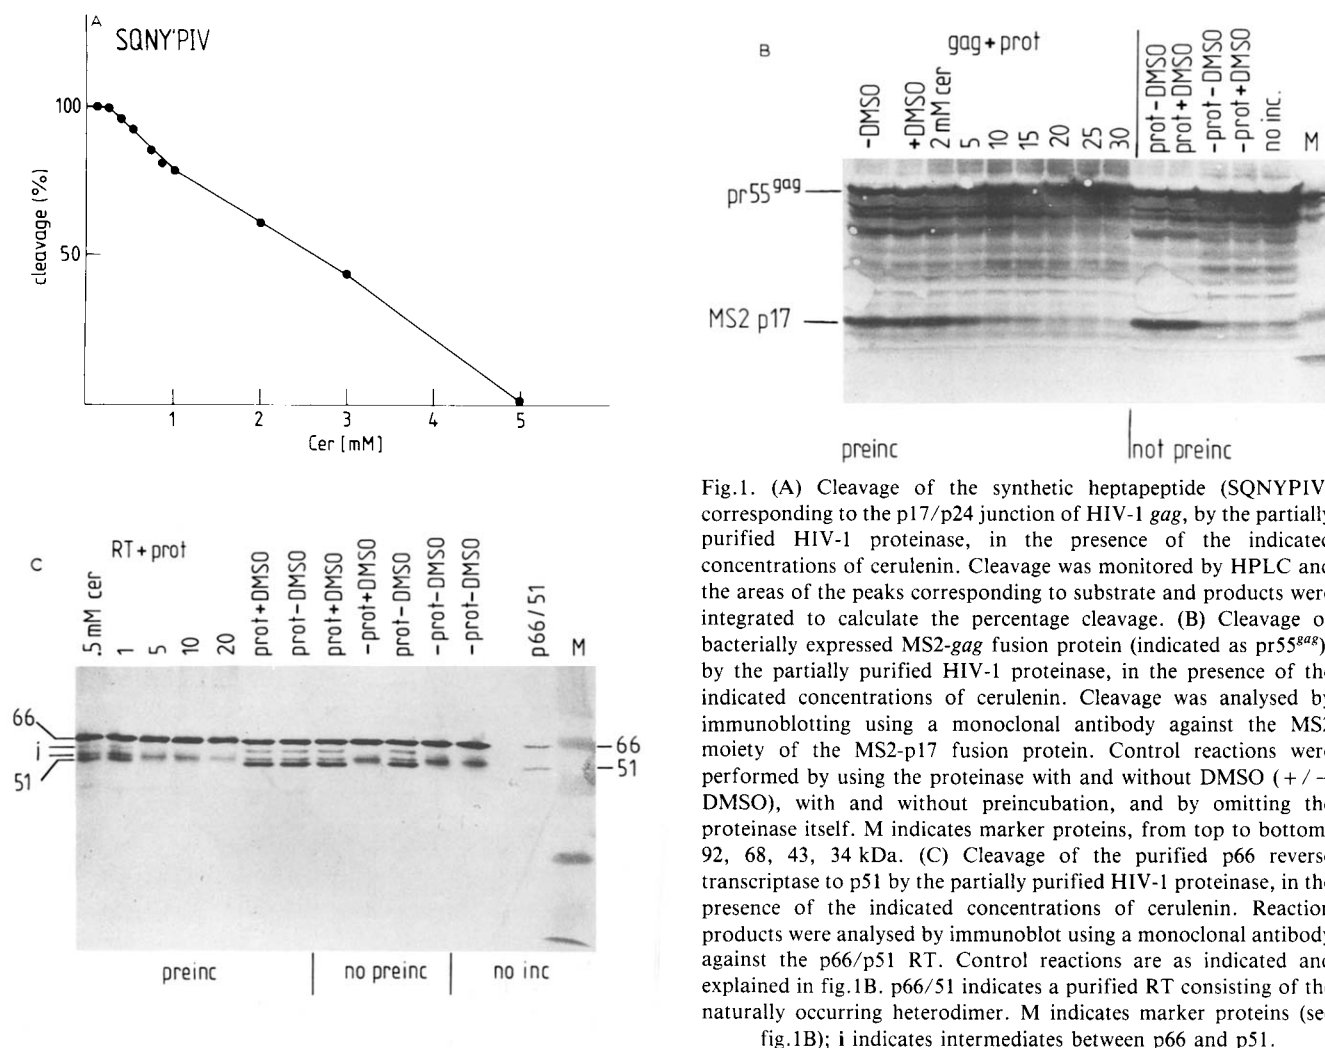 A
SQNY'PIV
100
50
cleavage (%)
1
2
3
4
5
Cer [mM]
B
gag + prot
-DMSO
+DMSO
2 mM cer
5
10
15
20
25
30
prot-DMSO
prot+DMSO
-prot-DMSO
-prot+DMSO
no inc.
M
pr55gag
MS2 p17
preinc
not preinc
C
RT + prot
.5 mM cer
1
5
10
20
prot+DMSO
prot-DMSO
prot+DMSO
-prot+DMSO
prot-DMSO
-prot-DMSO
-prot-DMSO
p66/51
M
66
i
51
66
51
preinc
no preinc
no inc
Fig.1. (A) Cleavage of the synthetic heptapeptide (SQNYPIV
corresponding to the p17/p24 junction of HIV-1 gag, by the partially
purified HIV-1 proteinase, in the presence of the indicated
concentrations of cerulenin. Cleavage was monitored by HPLC and
the areas of the peaks corresponding to substrate and products were
integrated to calculate the percentage cleavage. (B) Cleavage o
bacterially expressed MS2-gag fusion protein (indicated as pr55gag)
by the partially purified HIV-1 proteinase, in the presence of the
indicated concentrations of cerulenin. Cleavage was analysed by
immunoblotting using a monoclonal antibody against the MS2
moiety of the MS2-p17 fusion protein. Control reactions were
performed by using the proteinase with and without DMSO (+/−
DMSO), with and without preincubation, and by omitting the
proteinase itself. M indicates marker proteins, from top to bottom
92, 68, 43, 34 kDa. (C) Cleavage of the purified p66 revers
transcriptase to p51 by the partially purified HIV-1 proteinase, in the
presence of the indicated concentrations of cerulenin. Reaction
products were analysed by immunoblot using a monoclonal antibody
against the p66/p51 RT. Control reactions are as indicated and
explained in fig.1B. p66/51 indicates a purified RT consisting of the
naturally occurring heterodimer. M indicates marker proteins (se
fig.1B); i indicates intermediates between p66 and p51.